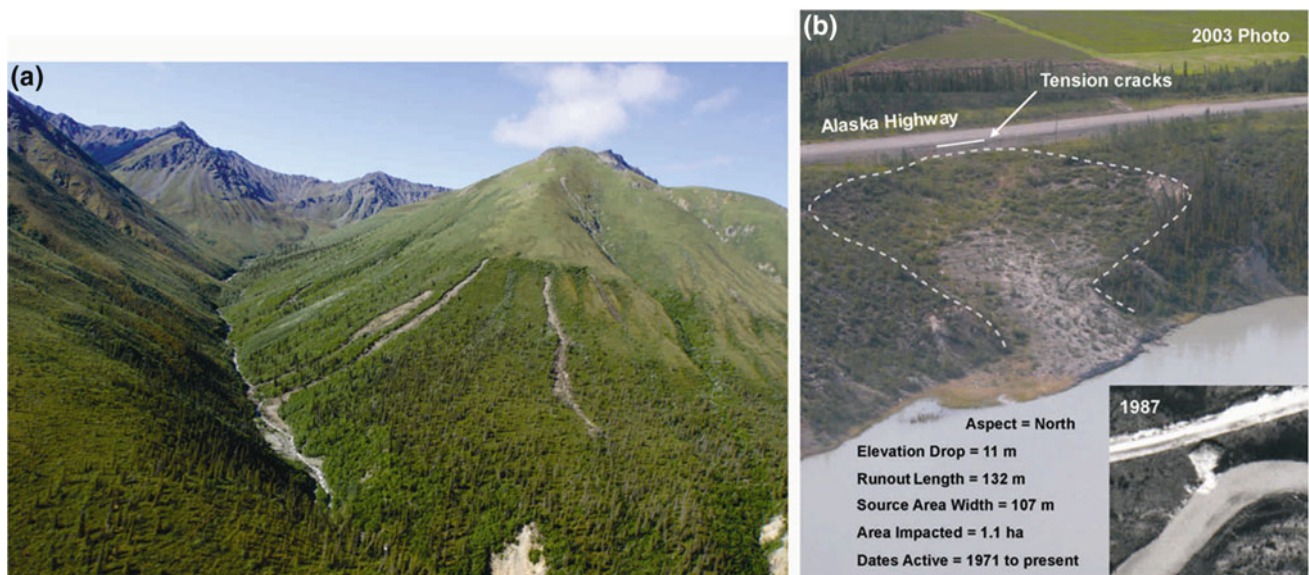 (a)
(b)
2003 Photo
Tension cracks
Alaska Highway
1987
Aspect = North
Elevation Drop = 11 m
Runout Length = 132 m
Source Area Width = 107 m
Area Impacted = 1.1 ha
Dates Active = 1971 to present